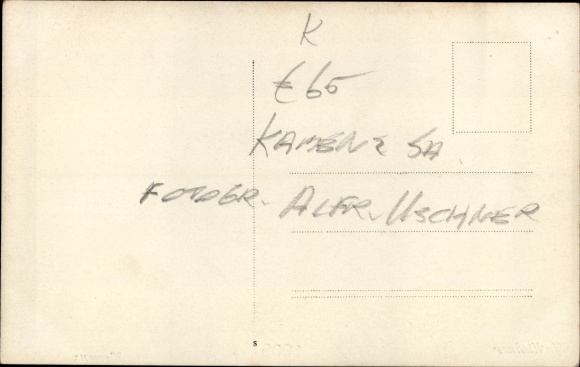 K
€ 65
KAMENZ SA.
FOTOGR. ALFR. USCHNER
S